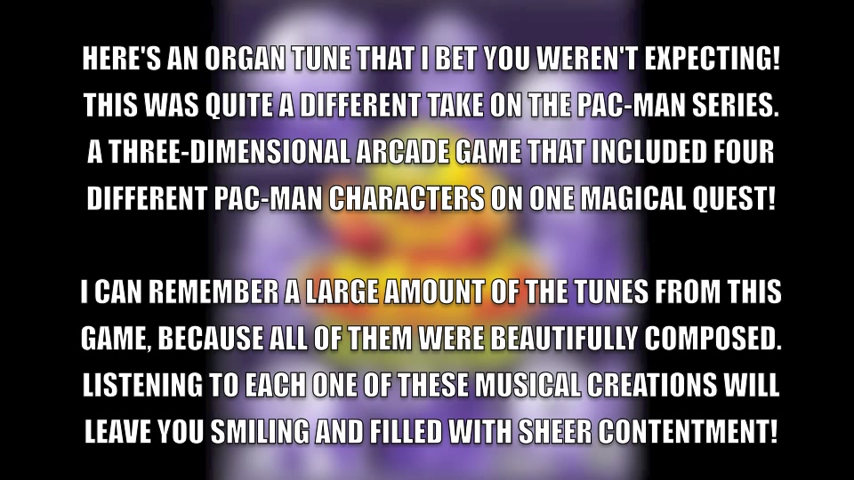 HERE'S AN ORGAN TUNE THAT I BET YOU WEREN'T EXPECTING!
THIS WAS QUITE A DIFFERENT TAKE ON THE PAC-MAN SERIES.
A THREE-DIMENSIONAL ARCADE GAME THAT INCLUDED FOUR
DIFFERENT PAC-MAN CHARACTERS ON ONE MAGICAL QUEST!
I CAN REMEMBER A LARGE AMOUNT OF THE TUNES FROM THIS
GAME, BECAUSE ALL OF THEM WERE BEAUTIFULLY COMPOSED.
LISTENING TO EACH ONE OF THESE MUSICAL CREATIONS WILL
LEAVE YOU SMILING AND FILLED WITH SHEER CONTENTMENT!